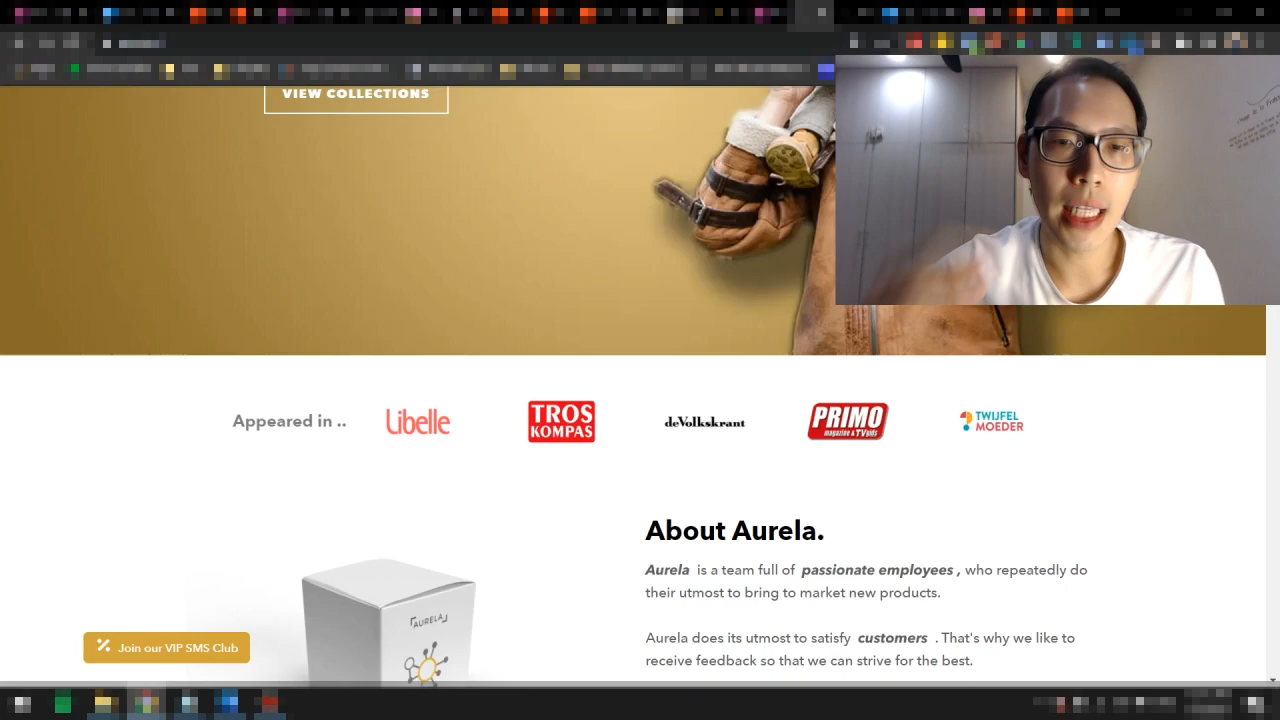 VIEW COLLECTIONS
Appeared in ..
Libelle
TROS
KOMPAS
deVolkskrant
PRIMO
magazine & TVgids
TWIJFEL
MOEDER
About Aurela.
Aurela is a team full of passionate employees , who repeatedly do
their utmost to bring to market new products.
Aurela does its utmost to satisfy customers . That's why we like to
receive feedback so that we can strive for the best.
AURELA
Join our VIP SMS Club